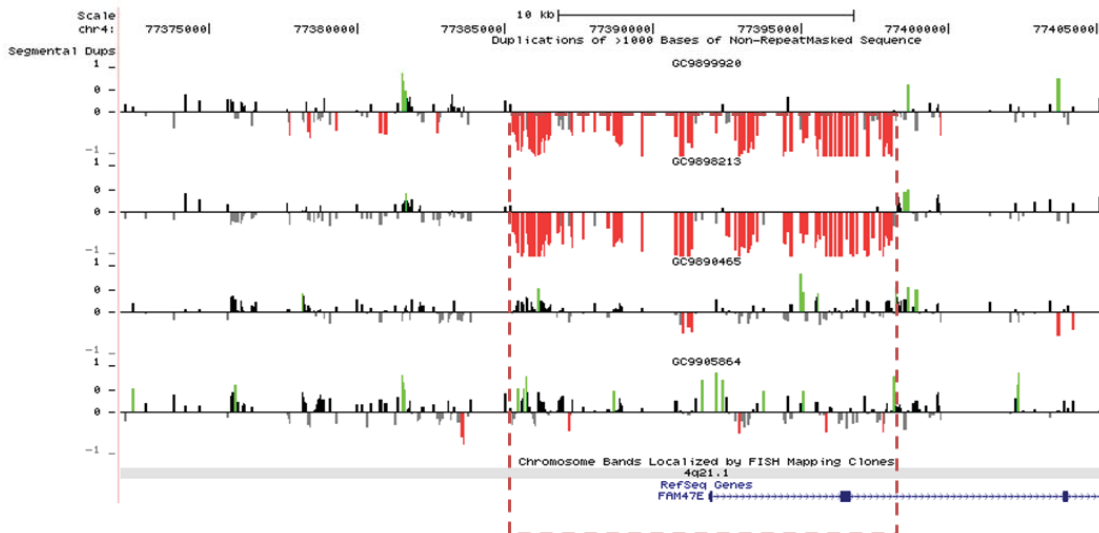 Scale 10 kb
chr4: 77375000 77380000 77385000 77390000 77395000 77400000 77405000
Duplications of >1000 Bases of Non-RepeatMasked Sequence
Segmental Dups
GC9899920
1
0
0
-1
GC9898213
1
0
0
-1
GC9890465
1
0
0
-1
GC9905864
1
0
0
-1
Chromosome Bands Localized by FISH Mapping Clones
4q21.1
RefSeq Genes
FAM47E